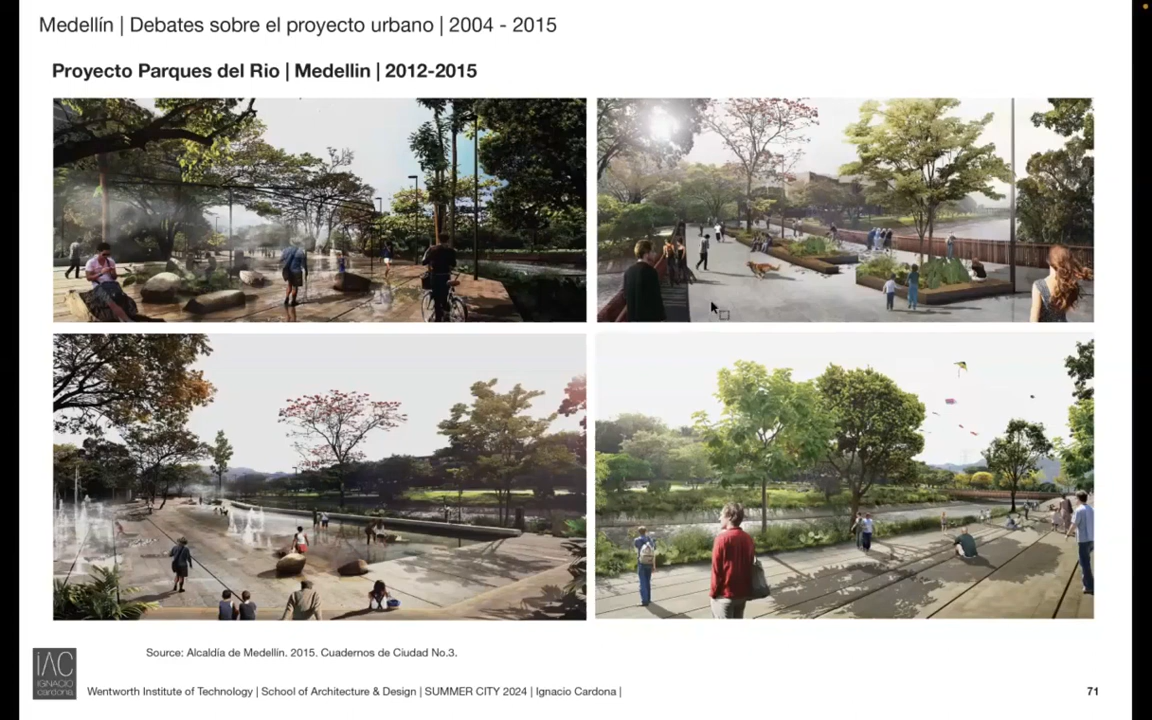 Medellín | Debates sobre el proyecto urbano | 2004 - 2015
Proyecto Parques del Rio | Medellin | 2012-2015
Source: Alcaldía de Medellín. 2015. Cuadernos de Ciudad No.3.
iAC
IGNACIO
cardona
Wentworth Institute of Technology | School of Architecture & Design | SUMMER CITY 2024 | Ignacio Cardona |
71